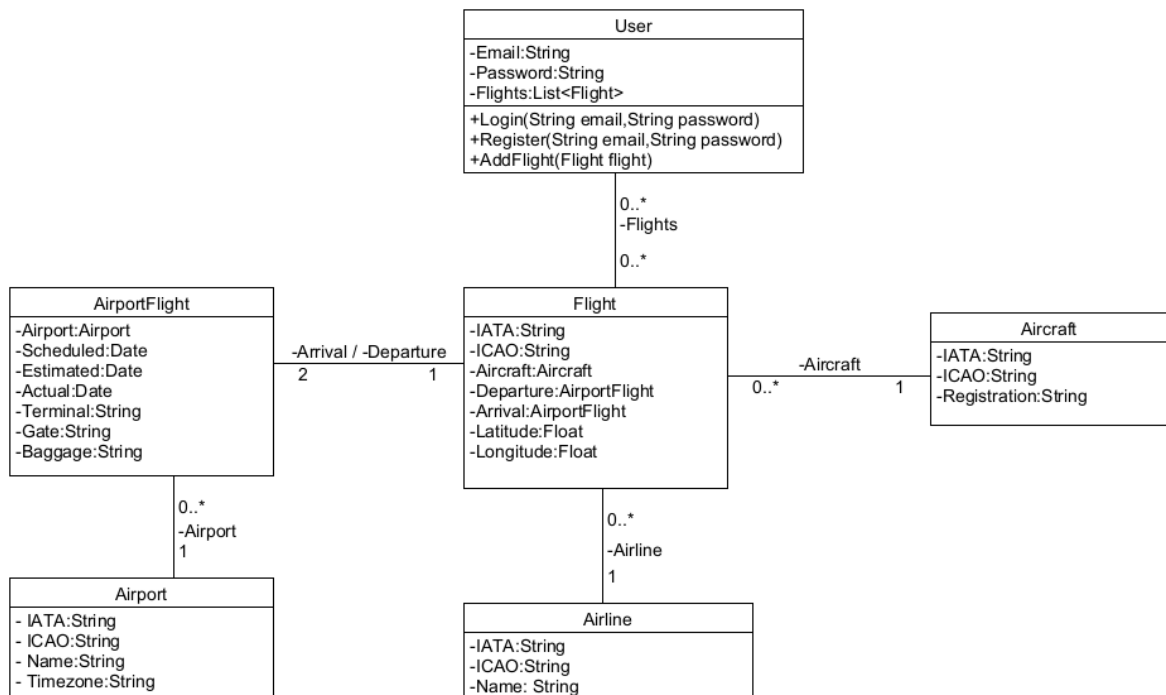 User
-Email:String
-Password:String
-Flights:List<Flight>
+Login(String email,String password)
+Register(String email,String password)
+AddFlight(Flight flight)
0..*
-Flights
0..*
AirportFlight
-Airport:Airport
-Scheduled:Date
-Estimated:Date
-Actual:Date
-Terminal:String
-Gate:String
-Baggage:String
-Arrival / -Departure
2
1
Flight
-IATA:String
-ICAO:String
-Aircraft:Aircraft
-Departure:AirportFlight
-Arrival:AirportFlight
-Latitude:Float
-Longitude:Float
-Aircraft
0..*
1
Aircraft
-IATA:String
-ICAO:String
-Registration:String
0..*
-Airport
1
0..*
-Airline
1
Airport
- IATA:String
- ICAO:String
- Name:String
- Timezone:String
Airline
-IATA:String
-ICAO:String
-Name: String